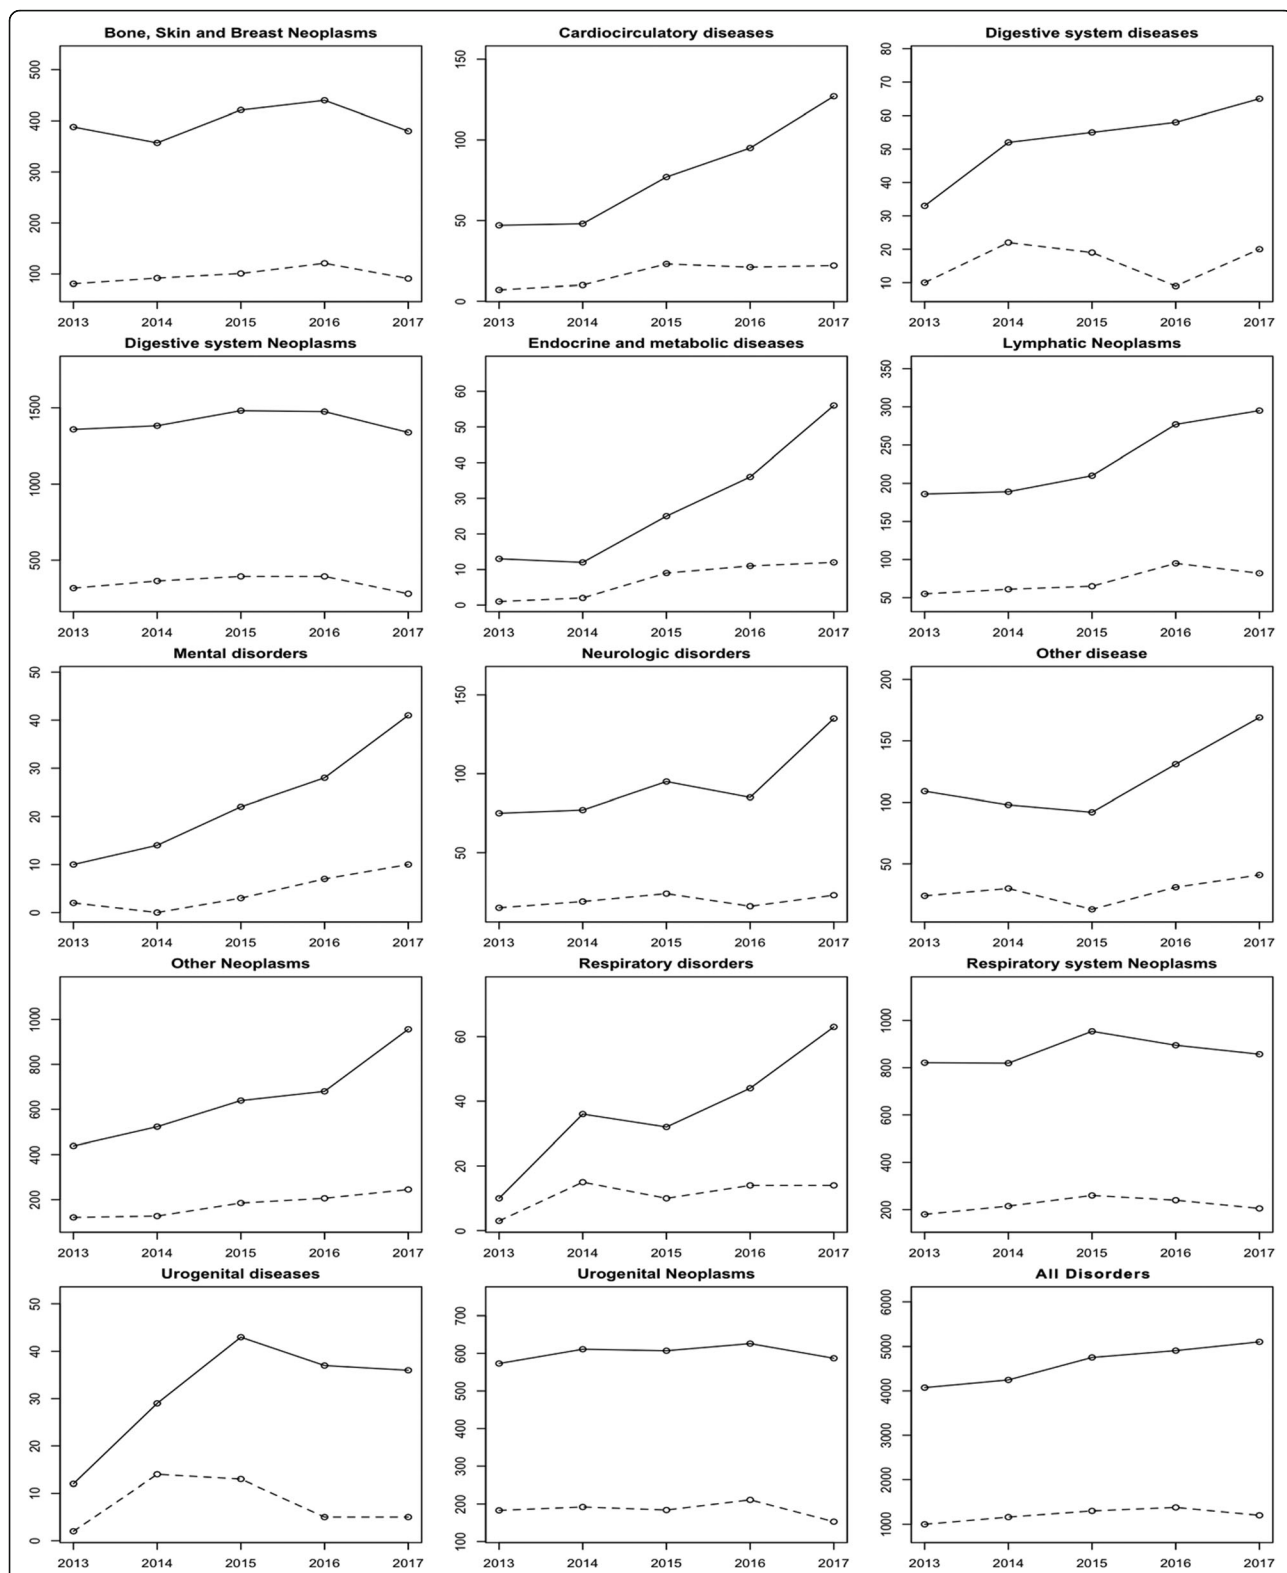 Bone, Skin and Breast Neoplasms
500
400
300
200
100
2013 2014 2015 2016 2017
Cardiocirculatory diseases
150
100
50
0
2013 2014 2015 2016 2017
Digestive system diseases
80
70
60
50
40
30
20
10
2013 2014 2015 2016 2017
Digestive system Neoplasms
1500
1000
500
2013 2014 2015 2016 2017
Endocrine and metabolic diseases
60
50
40
30
20
10
0
2013 2014 2015 2016 2017
Lymphatic Neoplasms
350
300
250
200
150
100
50
2013 2014 2015 2016 2017
Mental disorders
50
40
30
20
10
0
2013 2014 2015 2016 2017
Neurologic disorders
150
100
50
2013 2014 2015 2016 2017
Other disease
200
150
100
50
2013 2014 2015 2016 2017
Other Neoplasms
1000
800
600
400
200
2013 2014 2015 2016 2017
Respiratory disorders
60
40
20
0
2013 2014 2015 2016 2017
Respiratory system Neoplasms
1000
800
600
400
200
2013 2014 2015 2016 2017
Urogenital diseases
50
40
30
20
10
0
2013 2014 2015 2016 2017
Urogenital Neoplasms
700
600
500
400
300
200
100
2013 2014 2015 2016 2017
All Disorders
6000
5000
4000
3000
2000
1000
2013 2014 2015 2016 2017